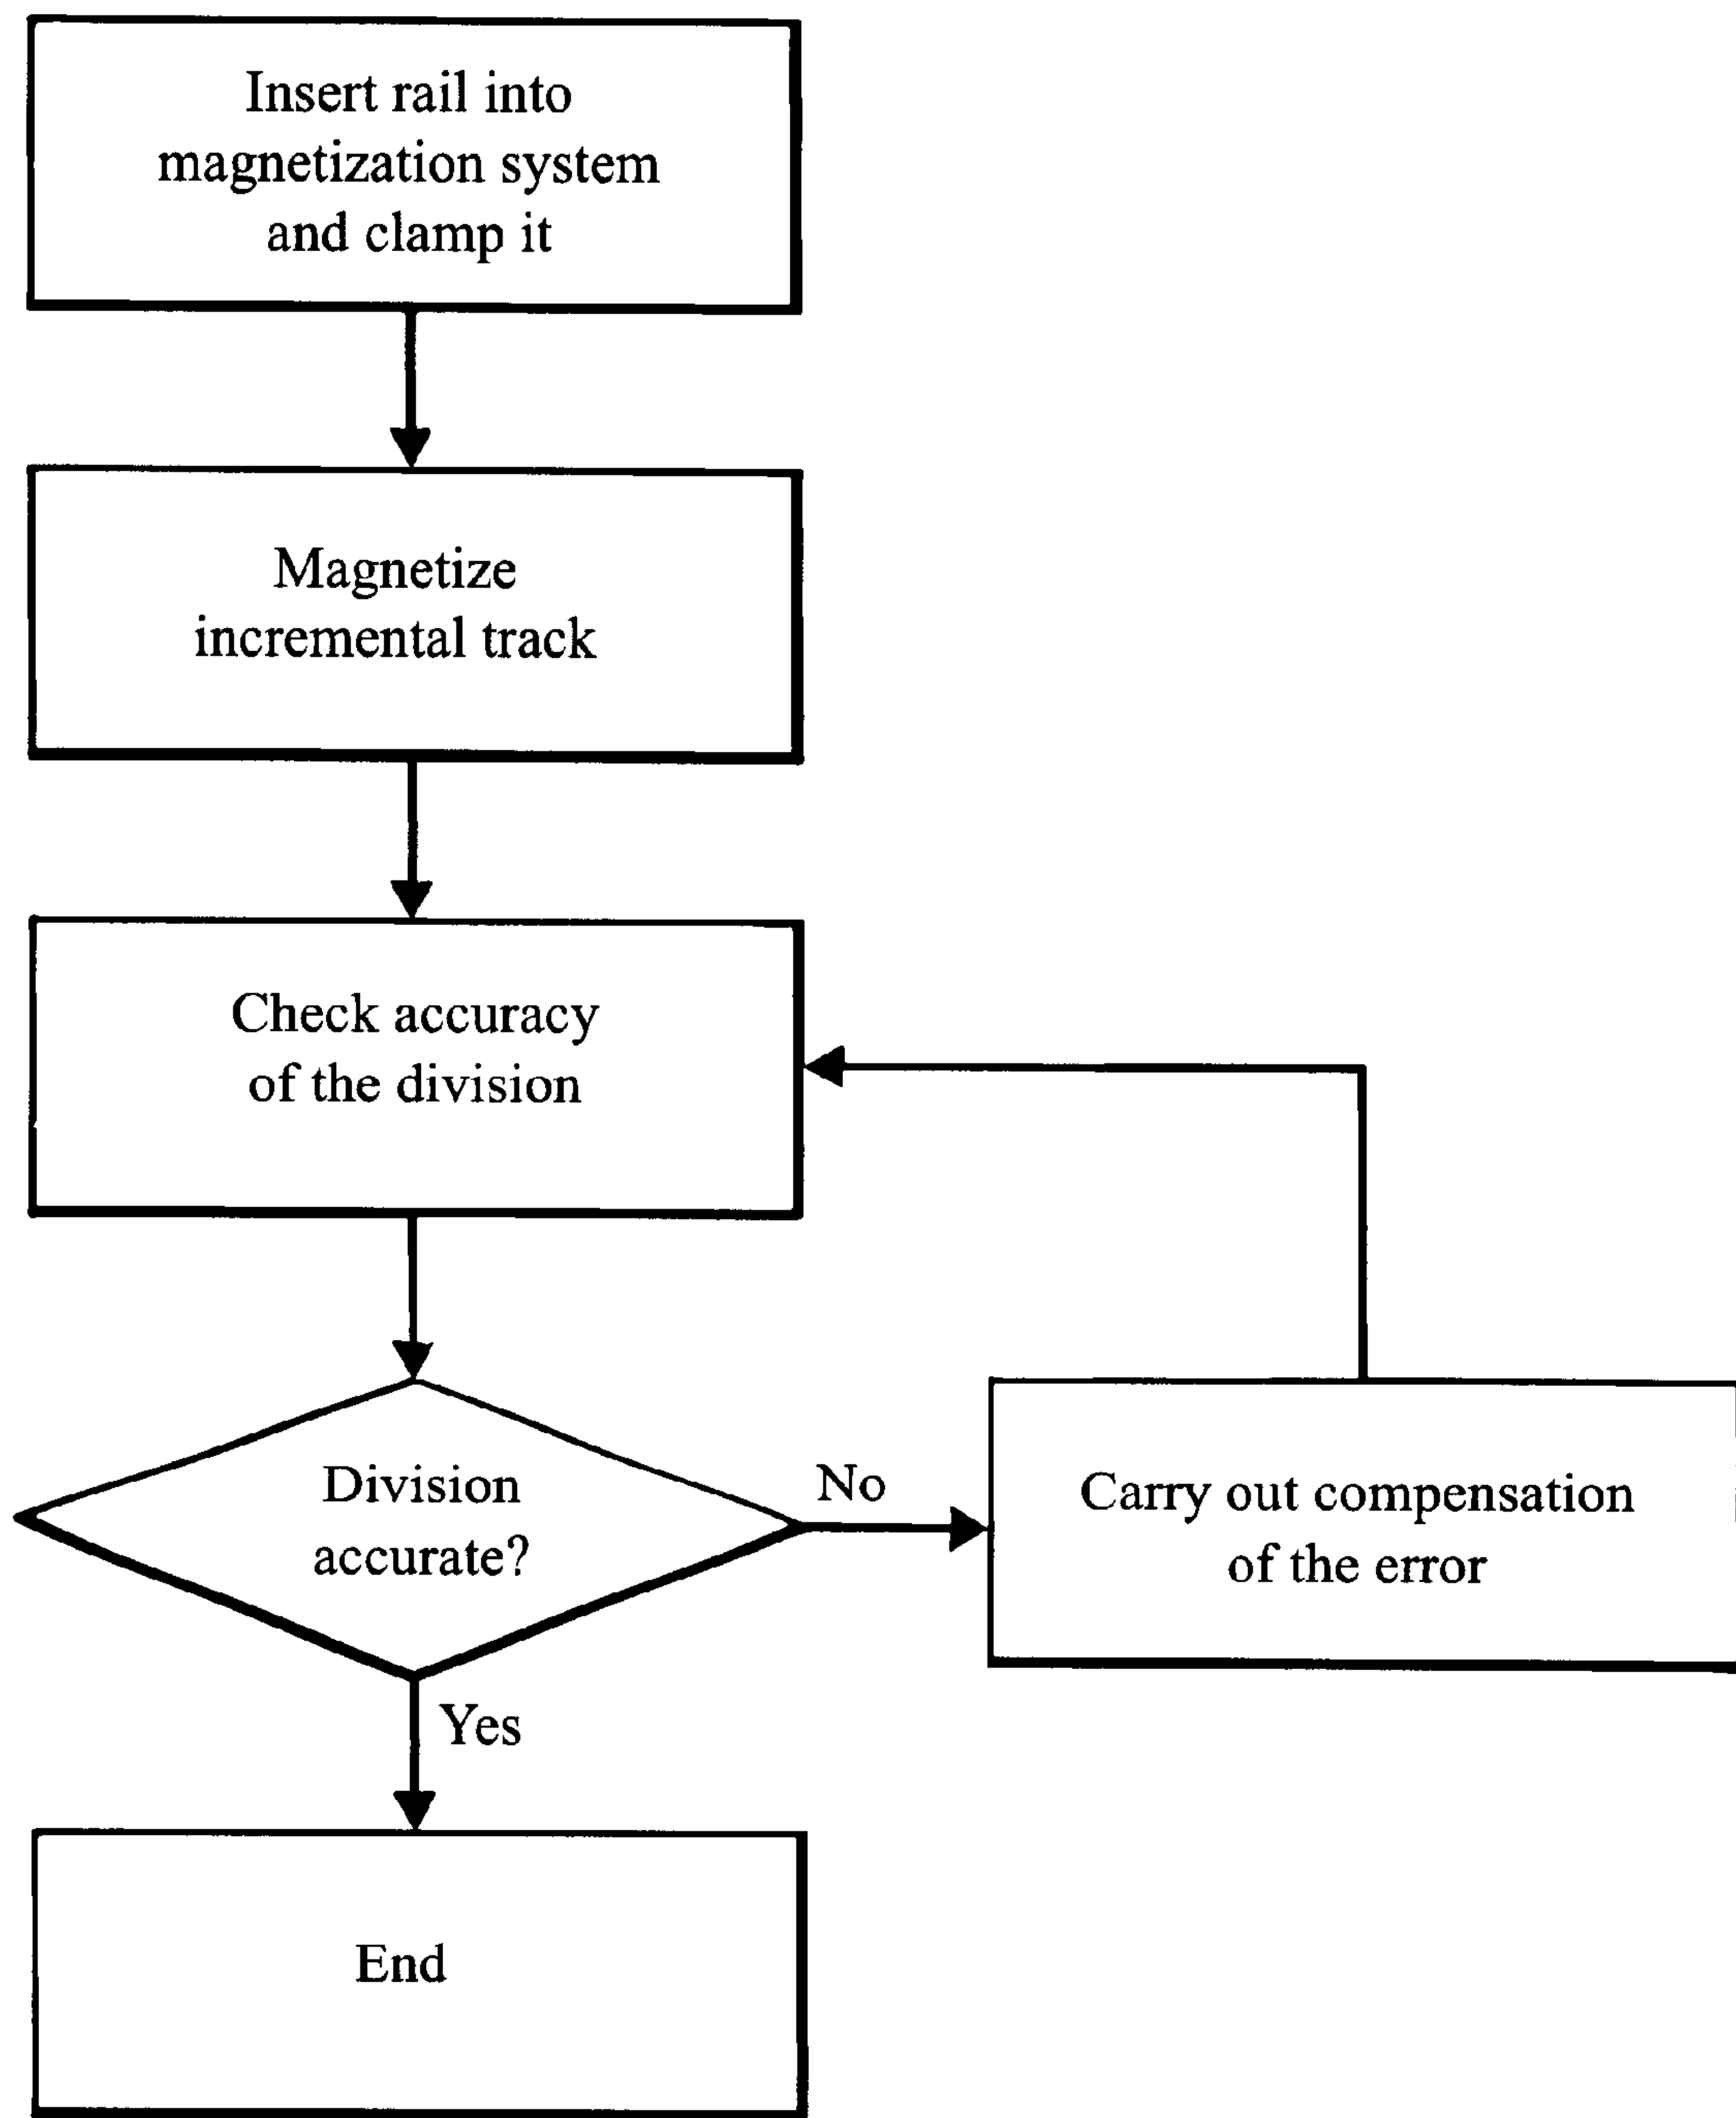 Insert rail into
magnetization system
and clamp it
Magnetize
incremental track
Check accuracy
of the division
Division
accurate?
No
Carry out compensation
of the error
Yes
End